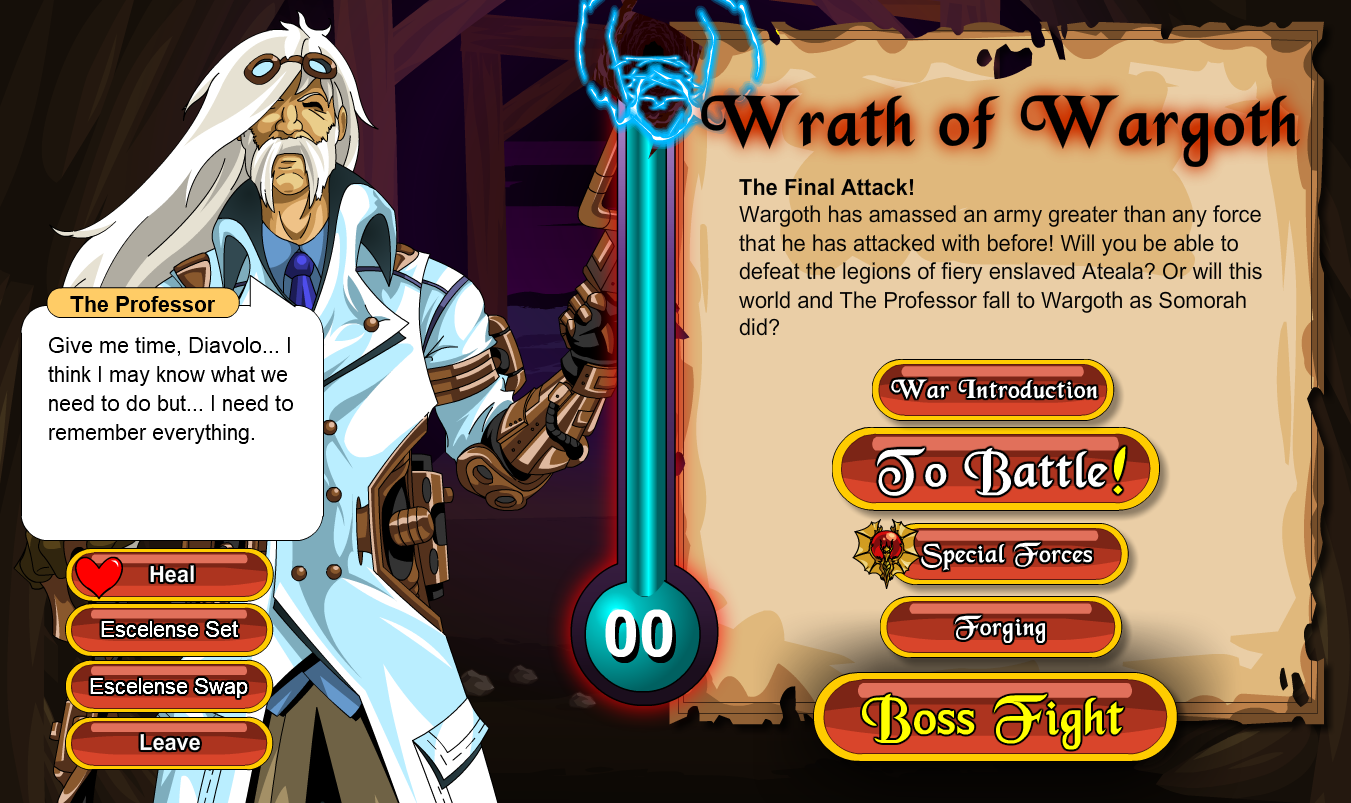 Wrath of Wargoth
The Final Attack!
Wargoth has amassed an army greater than any force
that he has attacked with before! Will you be able to
defeat the legions of fiery enslaved Ateala? Or will this
world and The Professor fall to Wargoth as Somorah
did?
The Professor
Give me time, Diavolo... I
think I may know what we
need to do but... I need to
remember everything.
Heal
Escelense Set
Escelense Swap
Leave
00
War Introduction
To Battle!
Special Forces
Forging
Boss Fight